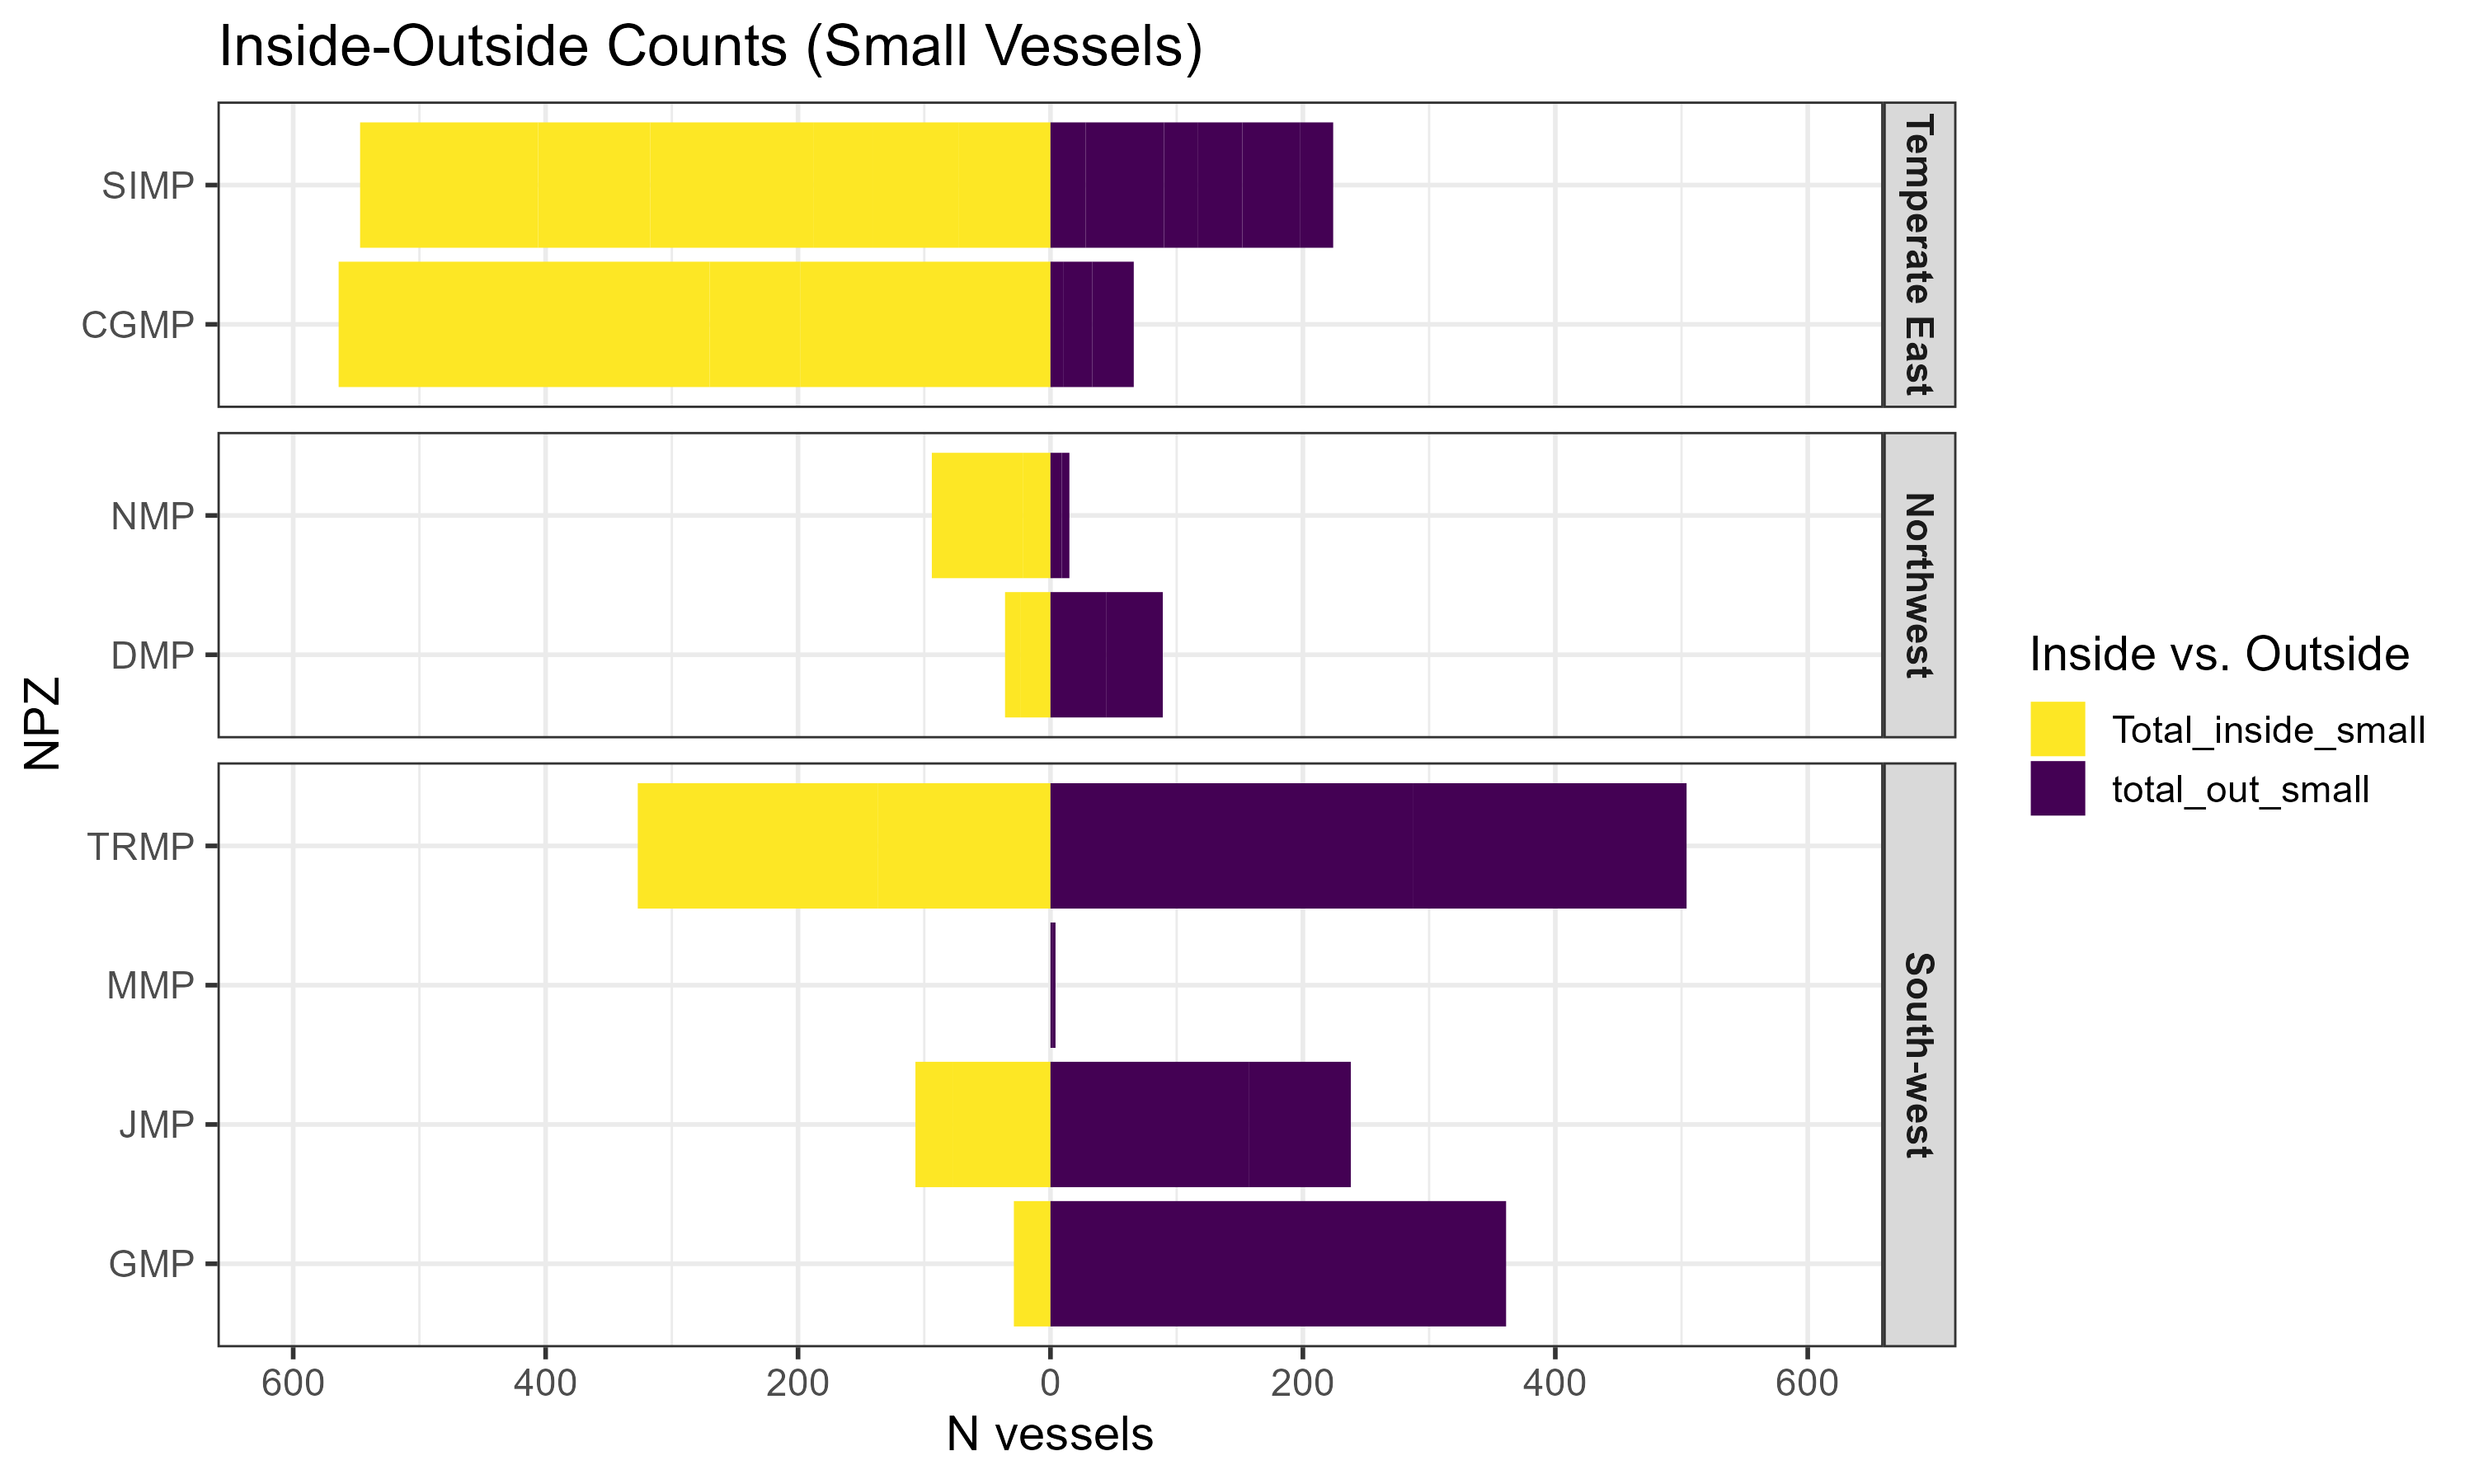 Inside-Outside Counts (Small Vessels)
SIMP
CGMP
Temperate East
NMP
DMP
Northwest
TRMP
MMP
JMP
GMP
South-west
NPZ
600 400 200 0 200 400 600
N vessels
Inside vs. Outside
Total_inside_small
total_out_small